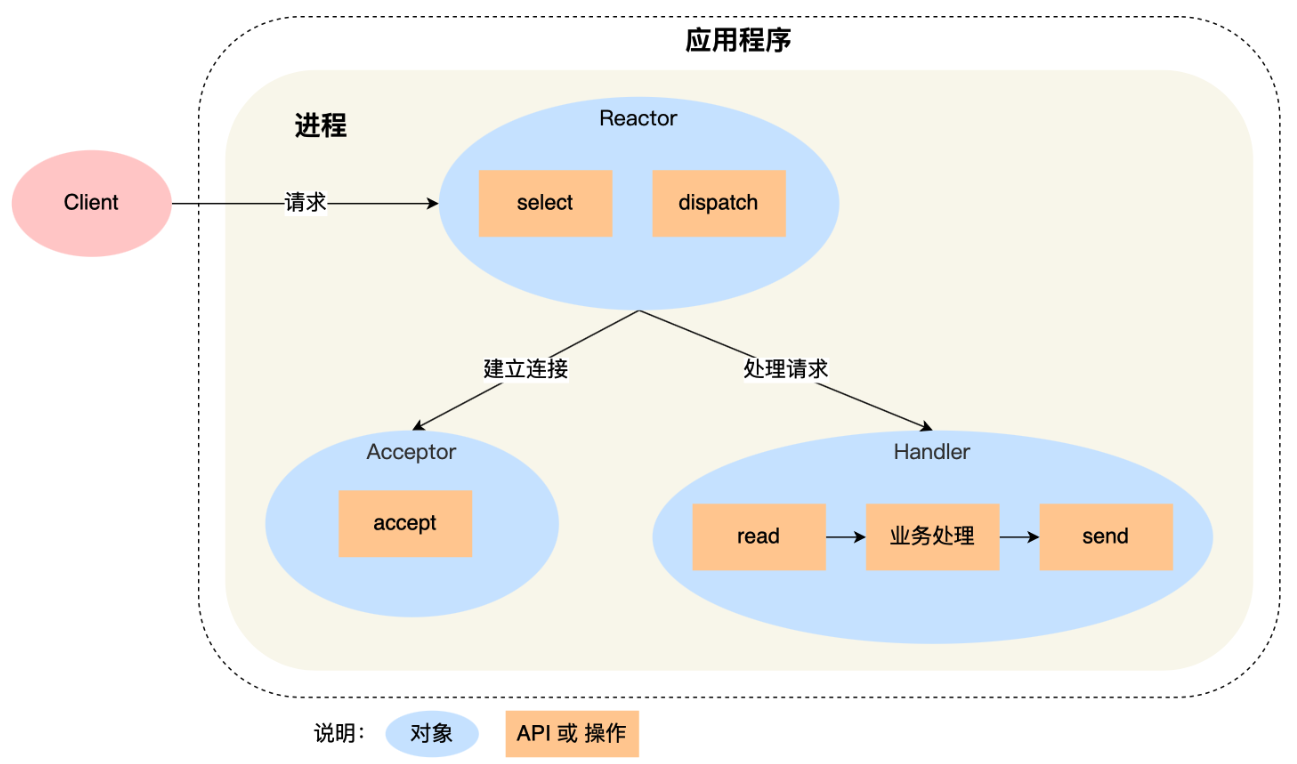 应用程序
进程
Reactor
Client
请求
select
dispatch
建立连接
处理请求
Acceptor
accept
Handler
read
业务处理
send
说明：
对象
API 或 操作